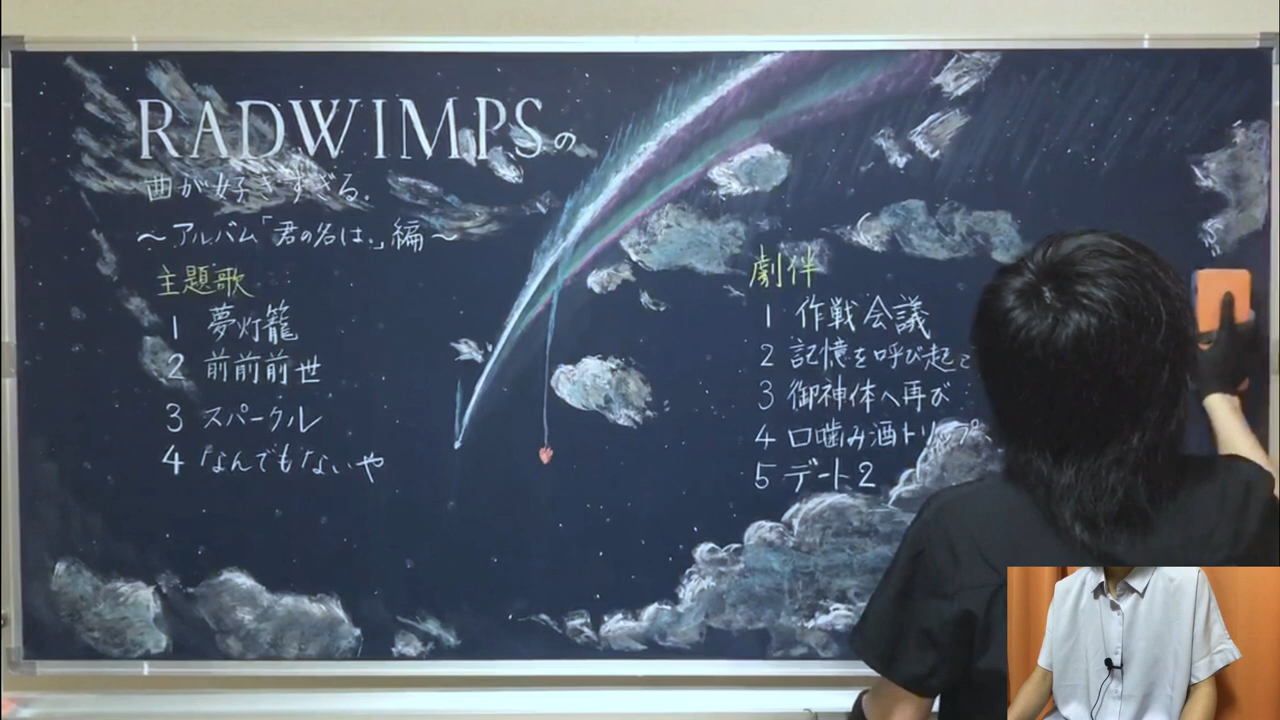 RADWIMPSの
曲が好きすぎる。
～アルバム「君の名は。」編～
主題歌
1 夢灯籠
2 前前前世
3 スパークル
4 なんでもないや
劇伴
1 作戦会議
2 記憶を呼び起こ
3 御神体へ再び
4 口噛み酒トリップ
5 デート2